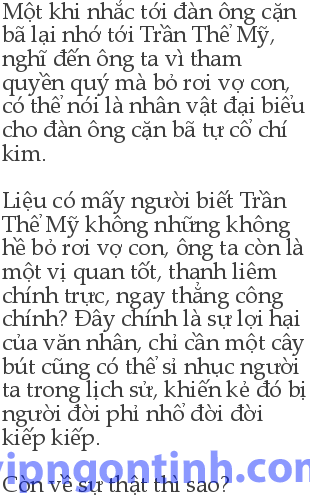 Một khi nhắc tới đàn ông cặn
bã lại nhớ tới Trần Thể Mỹ,
nghĩ đến ông ta vì tham
quyền quý mà bỏ rơi vợ con,
có thể nói là nhân vật đại biểu
cho đàn ông cặn bã tự cổ chí
kim.
Liệu có mấy người biết Trần
Thể Mỹ không những không
hề bỏ rơi vợ con, ông ta còn là
một vị quan tốt, thanh liêm
chính trực, ngay thẳng công
chính? Đây chính là sự lợi hại
của văn nhân, chỉ cần một cây
bút cũng có thể sỉ nhục người
ta trong lịch sử, khiến kẻ đó bị
người đời phỉ nhổ đời đời
kiếp kiếp.
vipngontinh.com
Còn về sự thật thì sao?